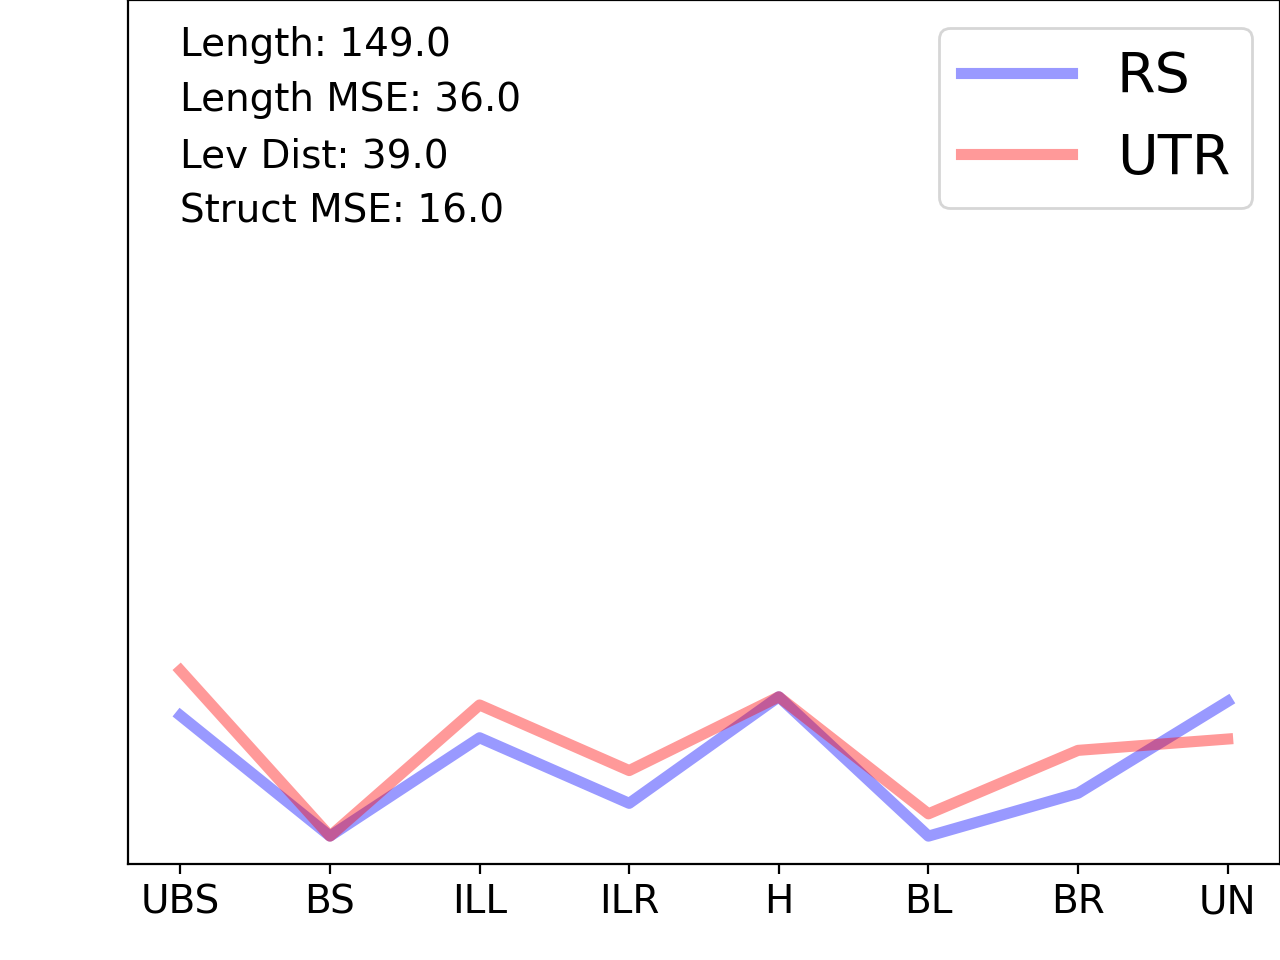 Length: 149.0
Length MSE: 36.0
Lev Dist: 39.0
Struct MSE: 16.0
RS
UTR
UBS BS ILL ILR H BL BR UN